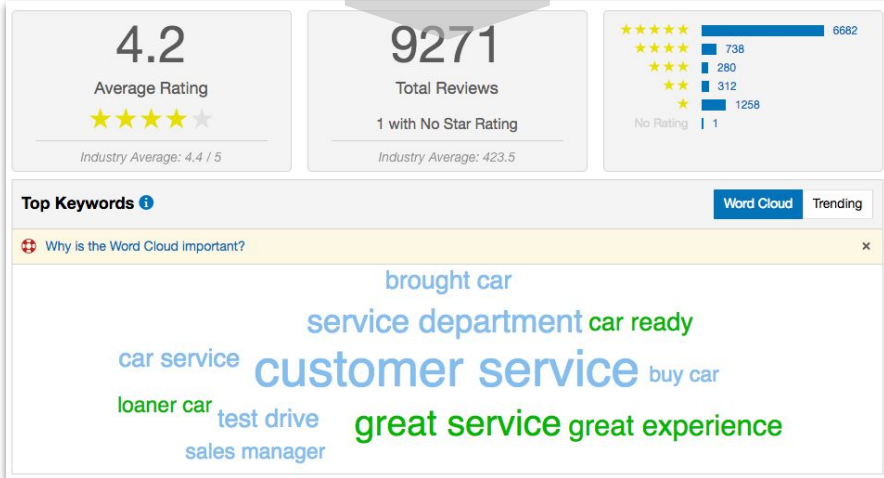 4.2
Average Rating
Industry Average: 4.4 / 5
9271
Total Reviews
1 with No Star Rating
Industry Average: 423.5
6682
738
280
312
1258
No Rating 1
Top Keywords
Word Cloud Trending
Why is the Word Cloud important? ×
brought car
service department car ready
car service customer service buy car
loaner car test drive great service great experience
sales manager